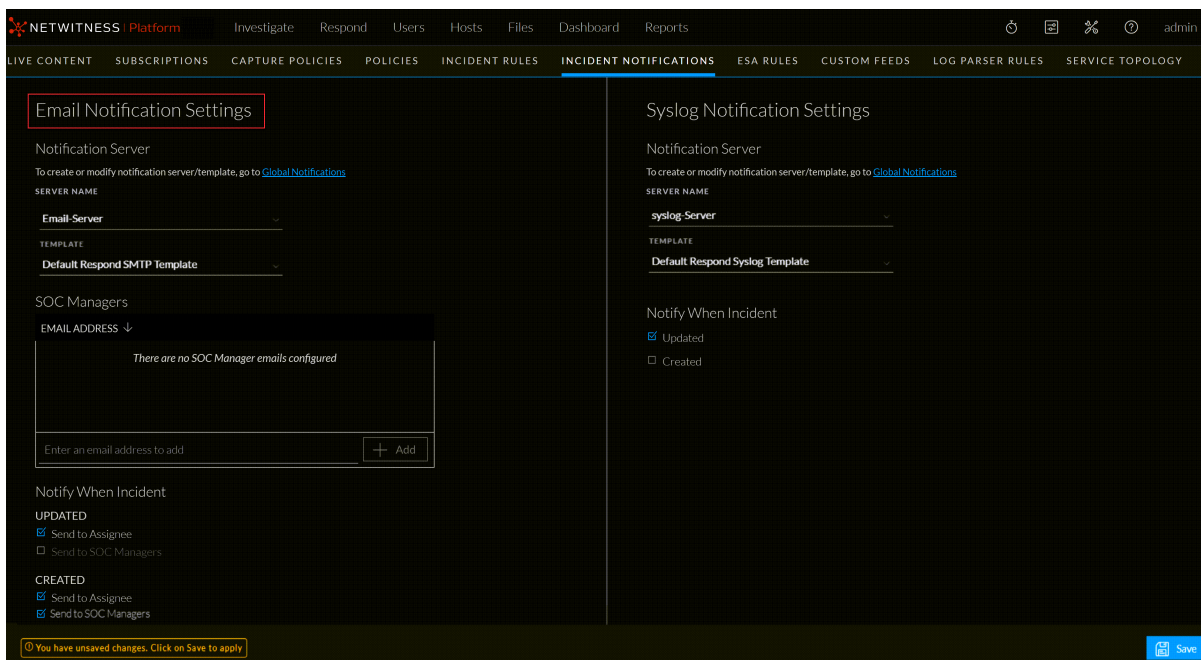 NETWITNESS | Platform Investigate Respond Users Hosts Files Dashboard Reports admin
LIVE CONTENT SUBSCRIPTIONS CAPTURE POLICIES POLICIES INCIDENT RULES INCIDENT NOTIFICATIONS ESA RULES CUSTOM FEEDS LOG PARSER RULES SERVICE TOPOLOGY
Email Notification Settings
Notification Server
To create or modify notification server/template, go to Global Notifications
SERVER NAME
Email-Server
TEMPLATE
Default Respond SMTP Template
SOC Managers
EMAIL ADDRESS
There are no SOC Manager emails configured
Enter an email address to add
Add
Notify When Incident
UPDATED
Send to Assignee
Send to SOC Managers
CREATED
Send to Assignee
Send to SOC Managers
Syslog Notification Settings
Notification Server
To create or modify notification server/template, go to Global Notifications
SERVER NAME
syslog-Server
TEMPLATE
Default Respond Syslog Template
Notify When Incident
Updated
Created
You have unsaved changes. Click on Save to apply
Save